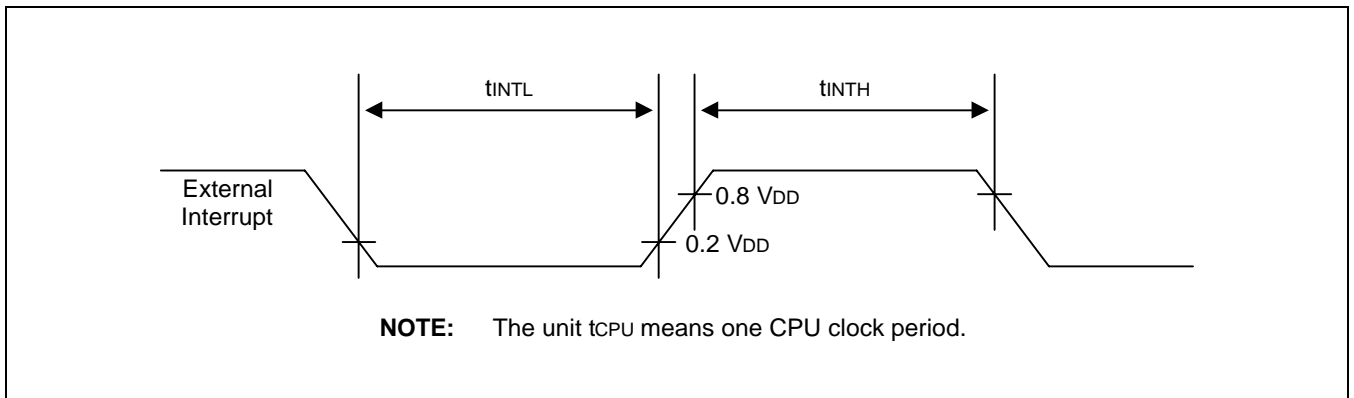 tINTL
tINTH
External
Interrupt
0.8 VDD
0.2 VDD
NOTE: The unit tCPU means one CPU clock period.